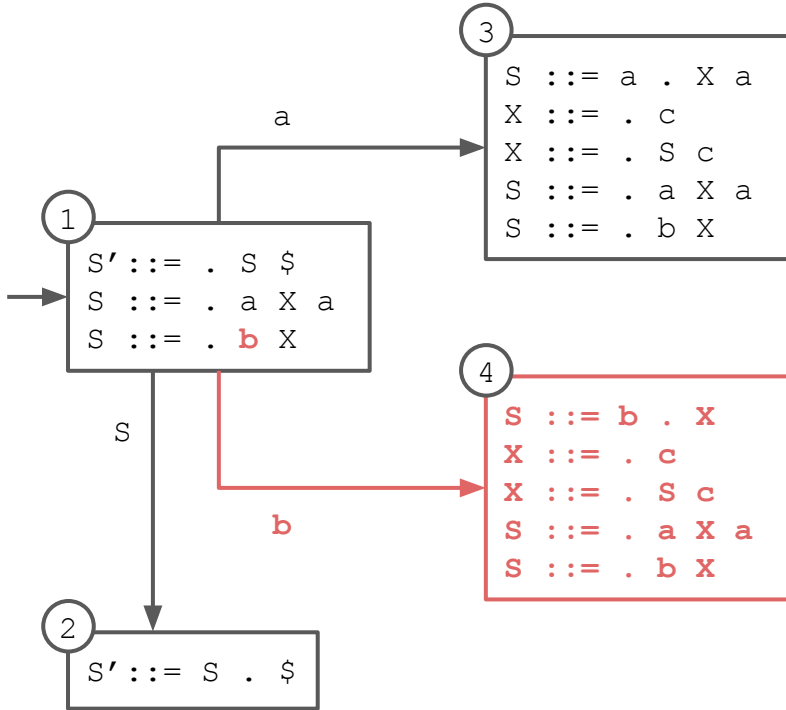 3
S ::= a . X a
X ::= . c
X ::= . S c
S ::= . a X a
S ::= . b X
a
1
S’::= . S $
S ::= . a X a
S ::= . b X
4
S ::= b . X
X ::= . c
X ::= . S c
S ::= . a X a
S ::= . b X
S
b
2
S’::= S . $